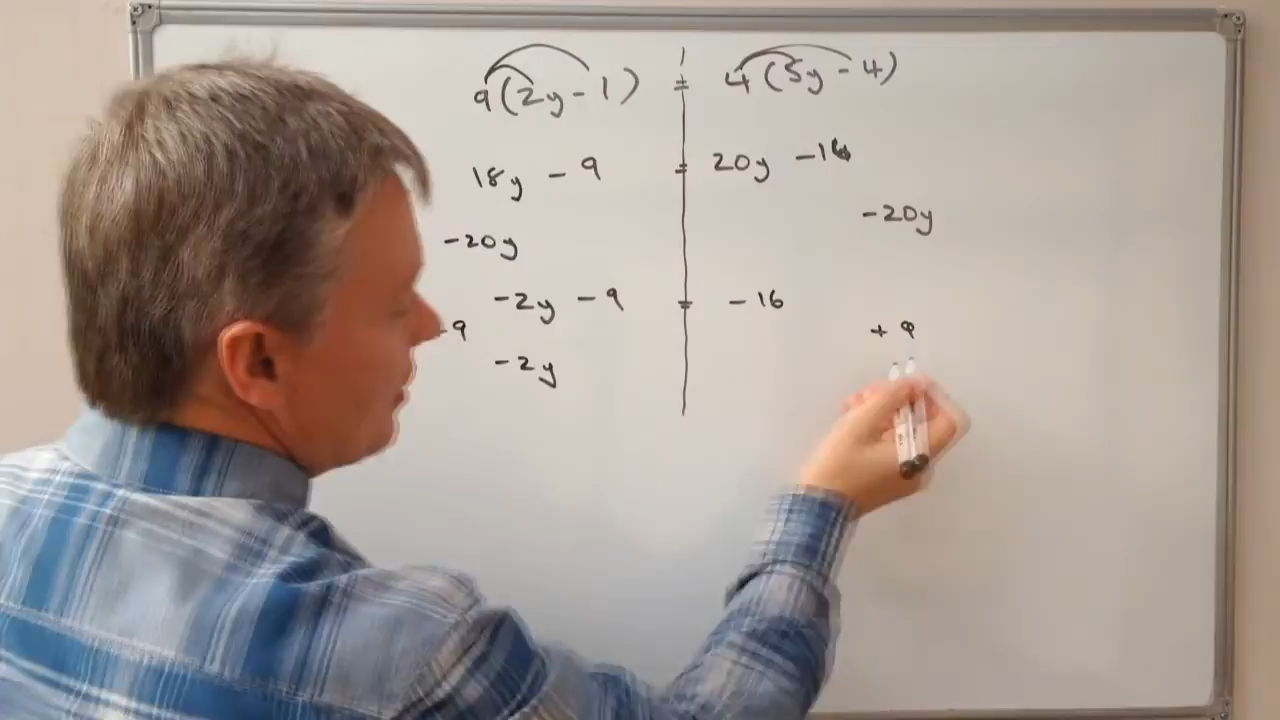 9(2y-1) = 4(5y-4)
18y - 9 = 20y -16
-20y
-20y
-2y - 9 = -16
+9 +9
-2y